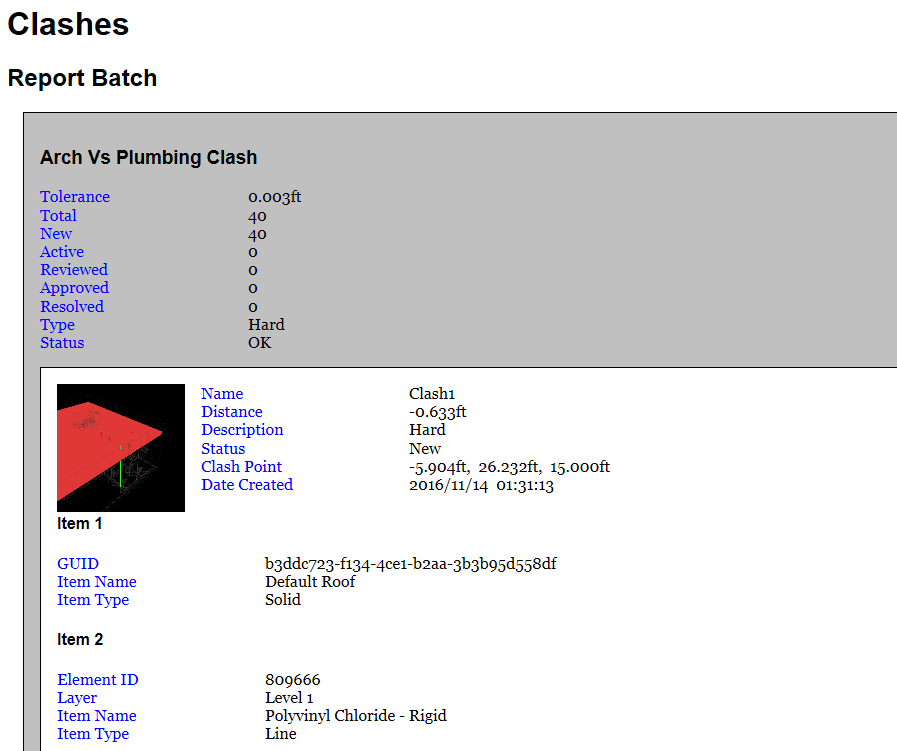 Clashes
Report Batch
Arch Vs Plumbing Clash
Tolerance 0.003ft
Total 40
New 40
Active 0
Reviewed 0
Approved 0
Resolved 0
Type Hard
Status OK
Name Clash1
Distance -0.633ft
Description Hard
Status New
Clash Point -5.904ft, 26.232ft, 15.000ft
Date Created 2016/11/14 01:31:13
Item 1
GUID b3ddc723-f134-4ce1-b2aa-3b3b95d558df
Item Name Default Roof
Item Type Solid
Item 2
Element ID 809666
Layer Level 1
Item Name Polyvinyl Chloride - Rigid
Item Type Line